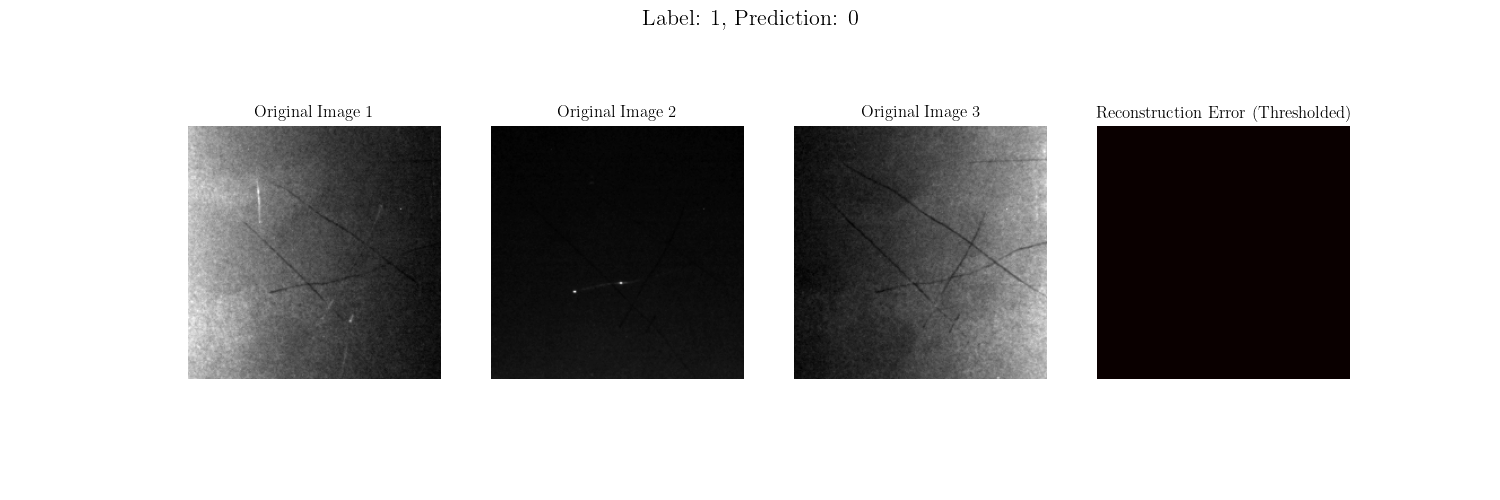 Label: 1, Prediction: 0
Original Image 1
Original Image 2
Original Image 3
Reconstruction Error (Thresholded)